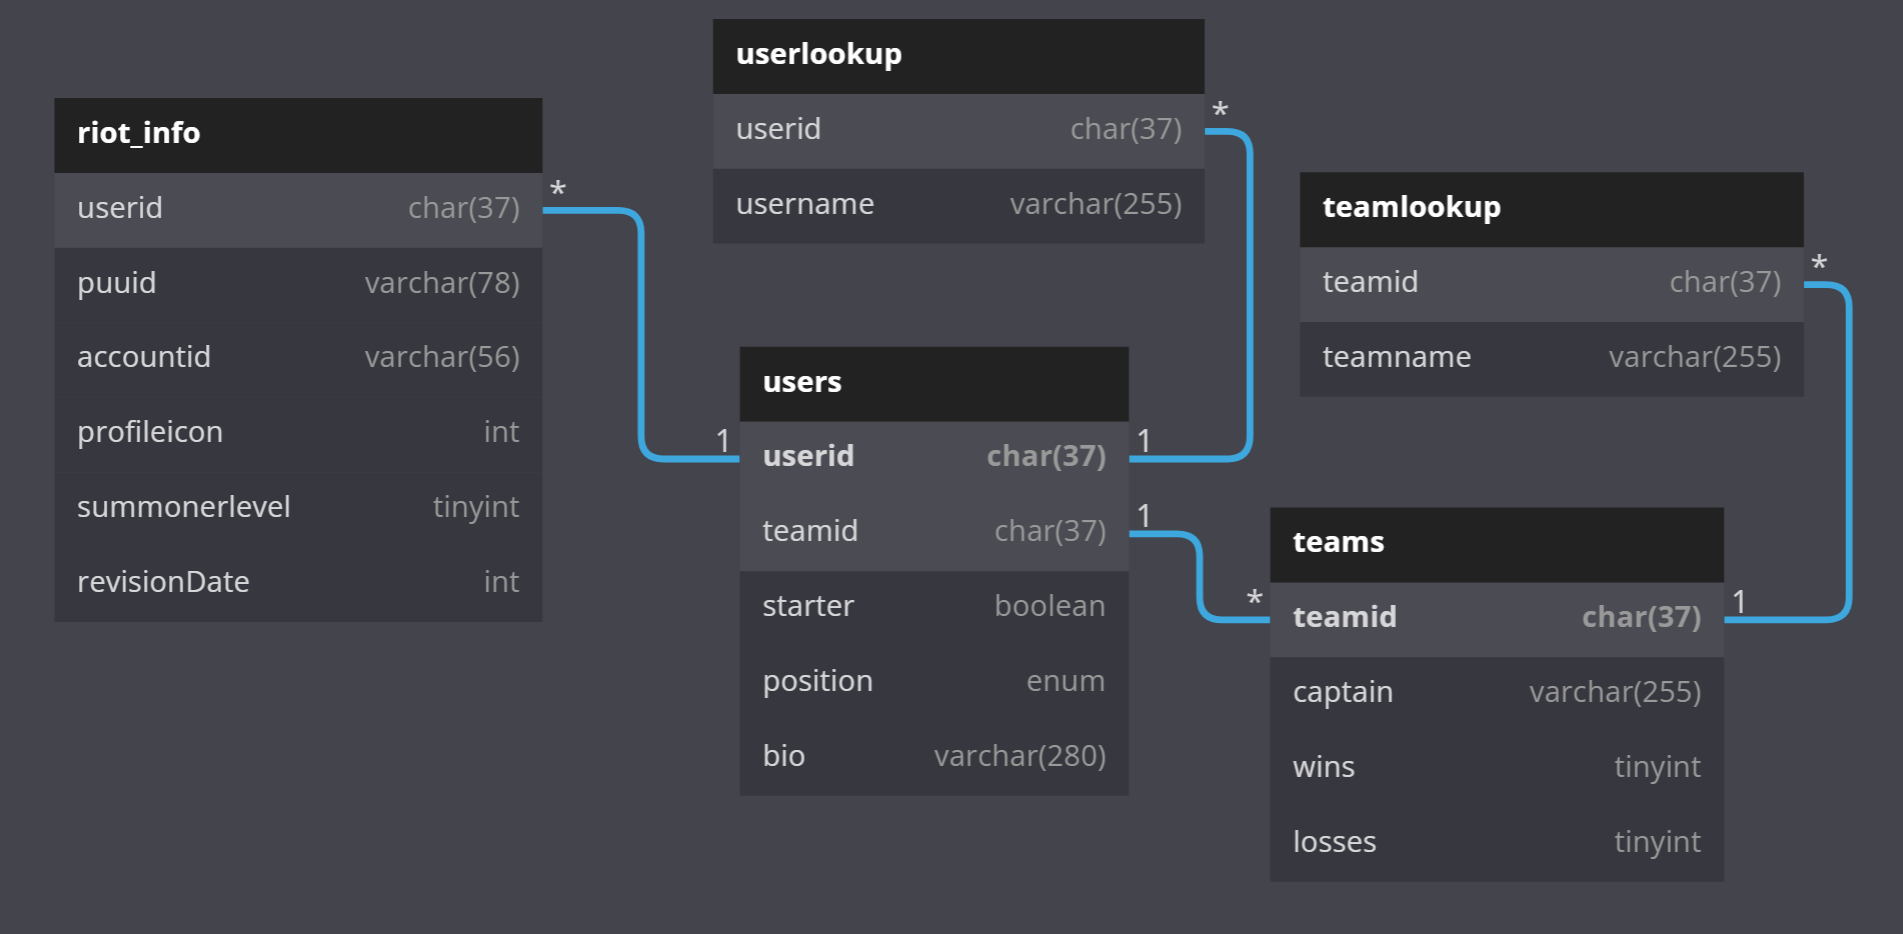 riot_info
userid char(37)
puuid varchar(78)
accountid varchar(56)
profileicon int
summonerlevel tinyint
revisionDate int
*
1
userlookup
userid char(37)
username varchar(255)
*
1
users
userid char(37)
teamid char(37)
starter boolean
position enum
bio varchar(280)
1
*
teamlookup
teamid char(37)
teamname varchar(255)
*
1
teams
teamid char(37)
captain varchar(255)
wins tinyint
losses tinyint